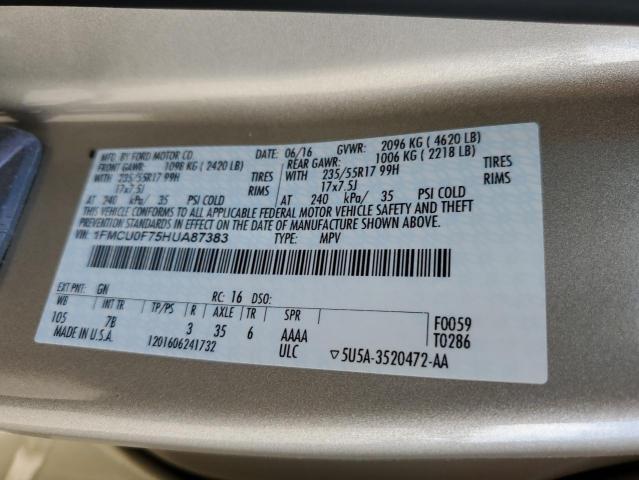 MFD. BY FORD MOTOR CO. DATE: 06/16 GVWR: 2096 KG ( 4620 LB)
FRONT GAWR: 1098 KG ( 2420 LB) REAR GAWR: 1006 KG ( 2218 LB)
WITH 235/55R17 99H TIRES WITH 235/55R17 99H TIRES
17x7.5J RIMS 17x7.5J RIMS
AT 240 kPa/ 35 PSI COLD AT 240 kPa/ 35 PSI COLD
THIS VEHICLE CONFORMS TO ALL APPLICABLE FEDERAL MOTOR VEHICLE SAFETY AND THEFT
PREVENTION STANDARDS IN EFFECT ON THE DATE OF MANUFACTURE SHOWN ABOVE.
VIN: 1FMCU0F75HUA87383 TYPE: MPV
EXT PNT: GN RC: 16 DSO:
WB INT TR TP/PS R AXLE TR SPR
105 7B 3 35 6 AAAA F0059
MADE IN U.S.A. 1201606241732 ULC ▽5U5A-3520472-AA T0286